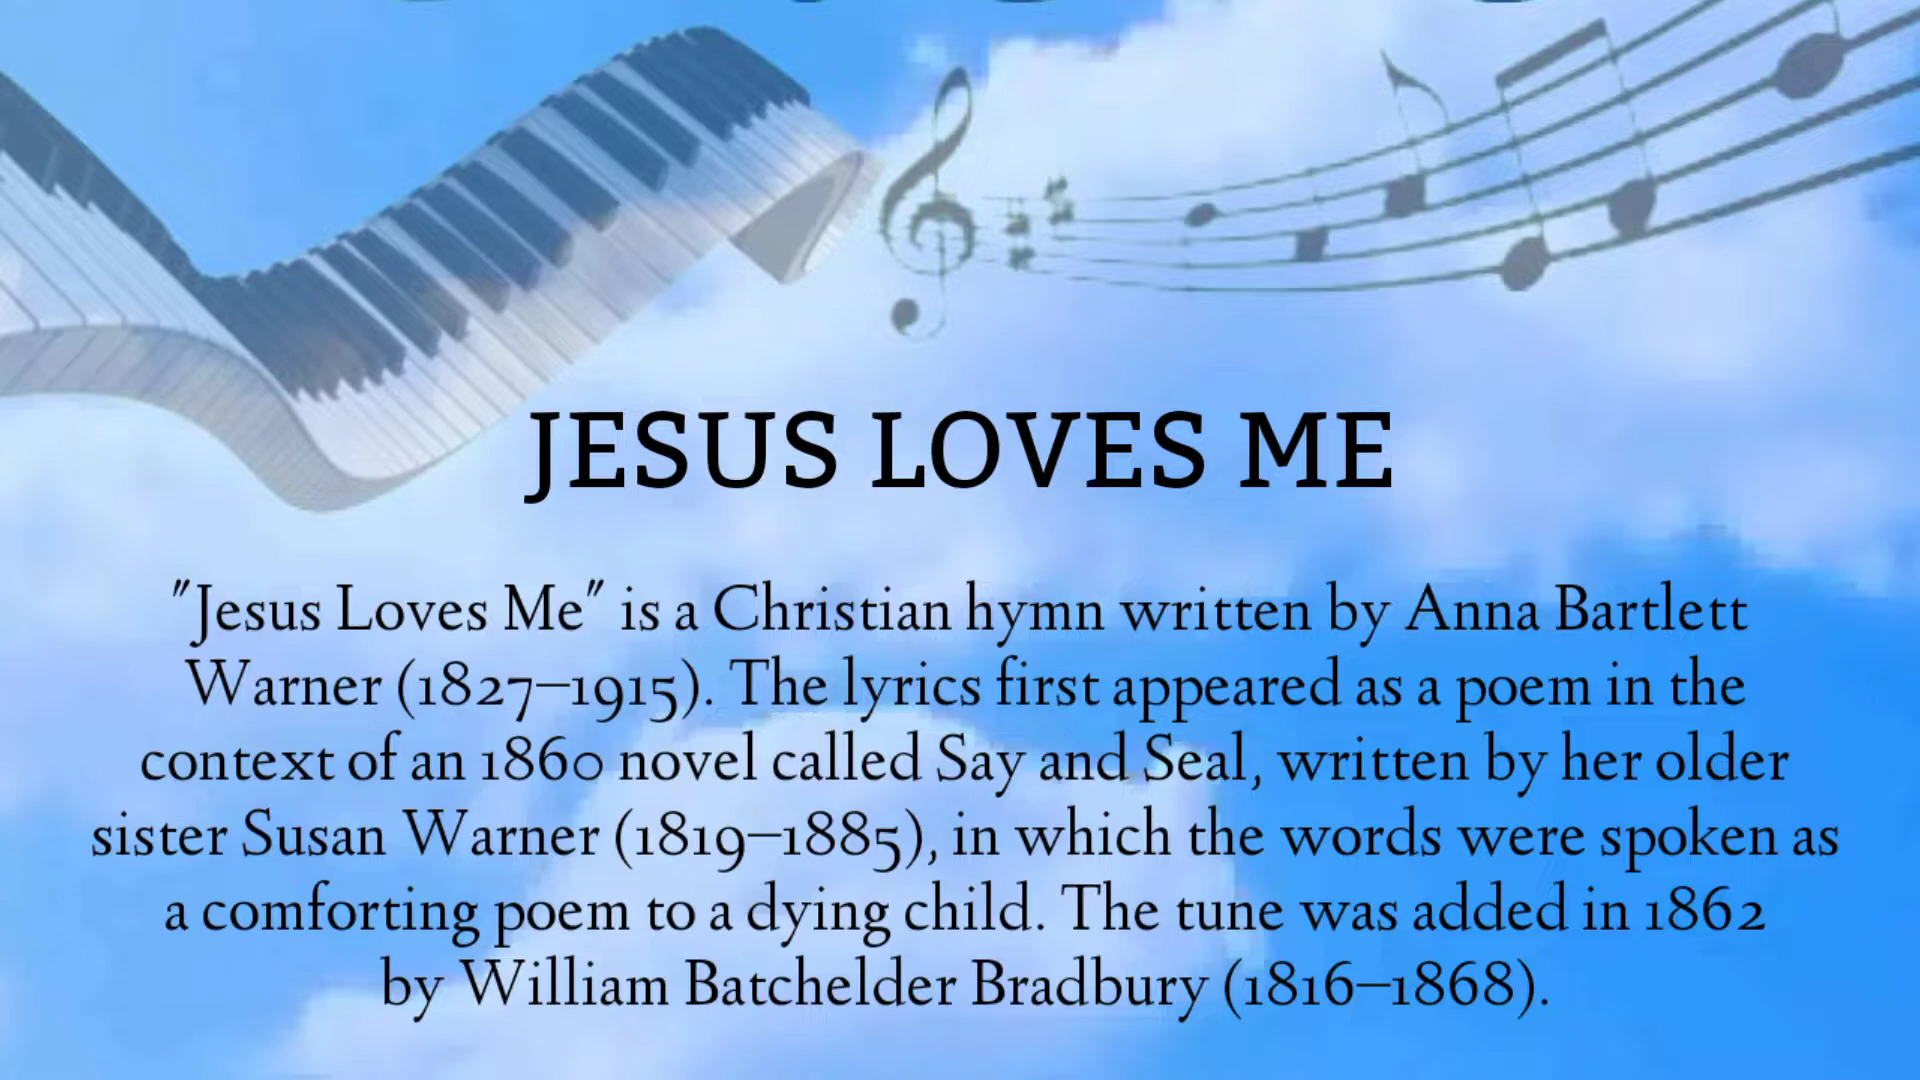 JESUS LOVES ME
"Jesus Loves Me" is a Christian hymn written by Anna Bartlett
Warner (1827–1915). The lyrics first appeared as a poem in the
context of an 1860 novel called Say and Seal, written by her older
sister Susan Warner (1819–1885), in which the words were spoken as
a comforting poem to a dying child. The tune was added in 1862
by William Batchelder Bradbury (1816–1868).